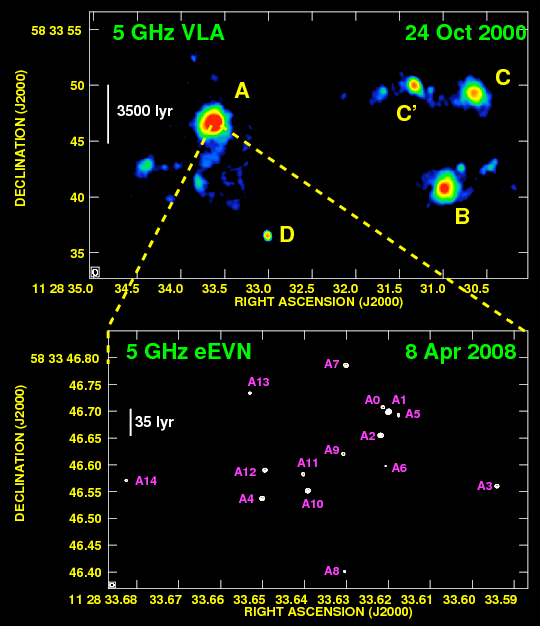 5 GHz VLA 24 Oct 2000
58 33 55
50
45
40
35
DECLINATION (J2000)
3500 lyr
A
C
C’
B
D
11 28 35.0 34.5 34.0 33.5 33.0 32.5 32.0 31.5 31.0 30.5
RIGHT ASCENSION (J2000)
5 GHz eEVN 8 Apr 2008
58 33 46.80
46.75
46.70
46.65
46.60
46.55
46.50
46.45
46.40
DECLINATION (J2000)
35 lyr
A7
A13
A0 A1
A5
A2
A9
A11
A12
A6
A14
A3
A4
A10
A8
11 28 33.68 33.67 33.66 33.65 33.64 33.63 33.62 33.61 33.60 33.59
RIGHT ASCENSION (J2000)